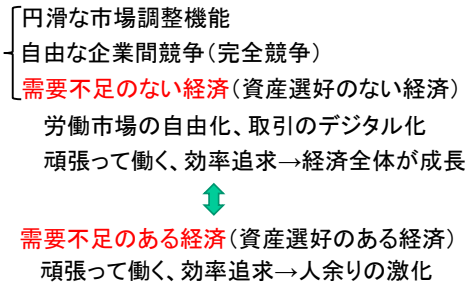 円滑な市場調整機能
自由な企業間競争(完全競争)
需要不足のない経済(資産選好のない経済)
労働市場の自由化、取引のデジタル化
頑張って働く、効率追求→経済全体が成長
需要不足のある経済(資産選好のある経済)
頑張って働く、効率追求→人余りの激化